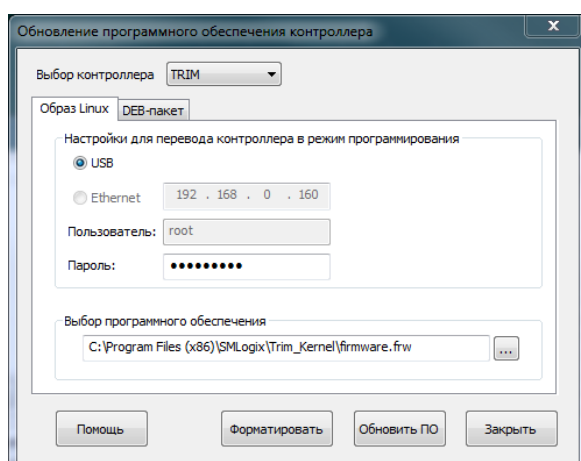 Обновление программного обеспечения контроллера
x
Выбор контроллера TRIM
Образ Linux DEB-пакет
Настройки для перевода контроллера в режим программирования
USB
Ethernet 192 . 168 . 0 . 160
Пользователь: root
Пароль: •••••••••
Выбор программного обеспечения
C:\Program Files (x86)\SMLogix\Trim_Kernel\firmware.frw ...
Помощь Форматировать Обновить ПО Закрыть